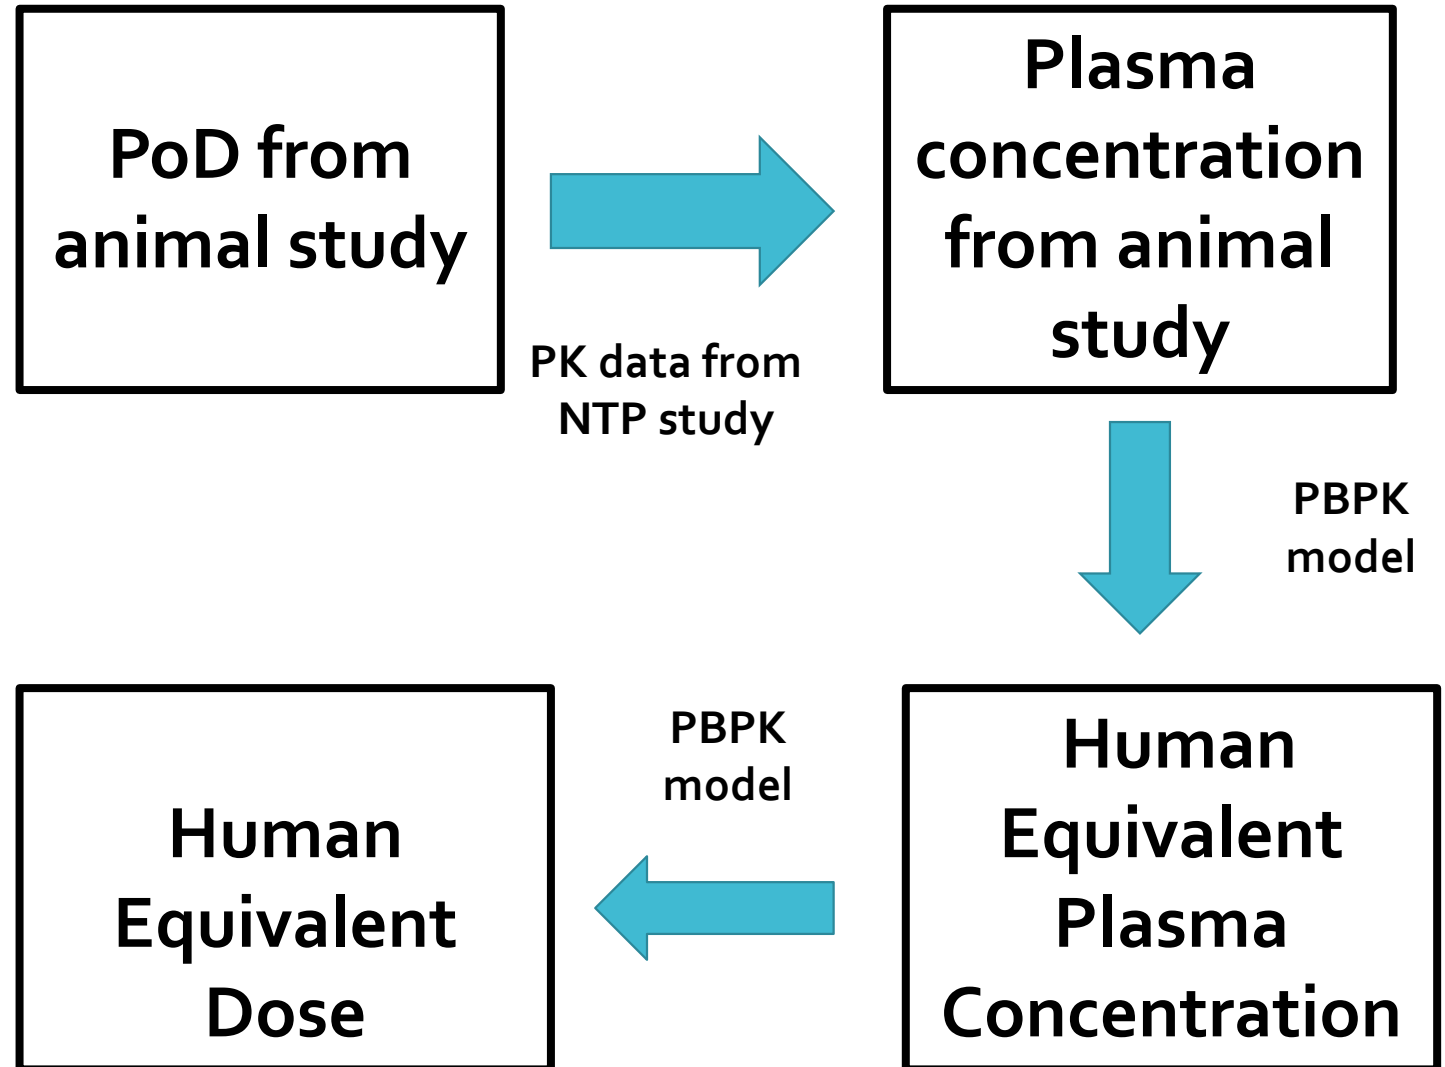 PoD from
animal study
PK data from
NTP study
Plasma
concentration
from animal
study
PBPK
model
Human
Equivalent
Plasma
Concentration
PBPK
model
Human
Equivalent
Dose